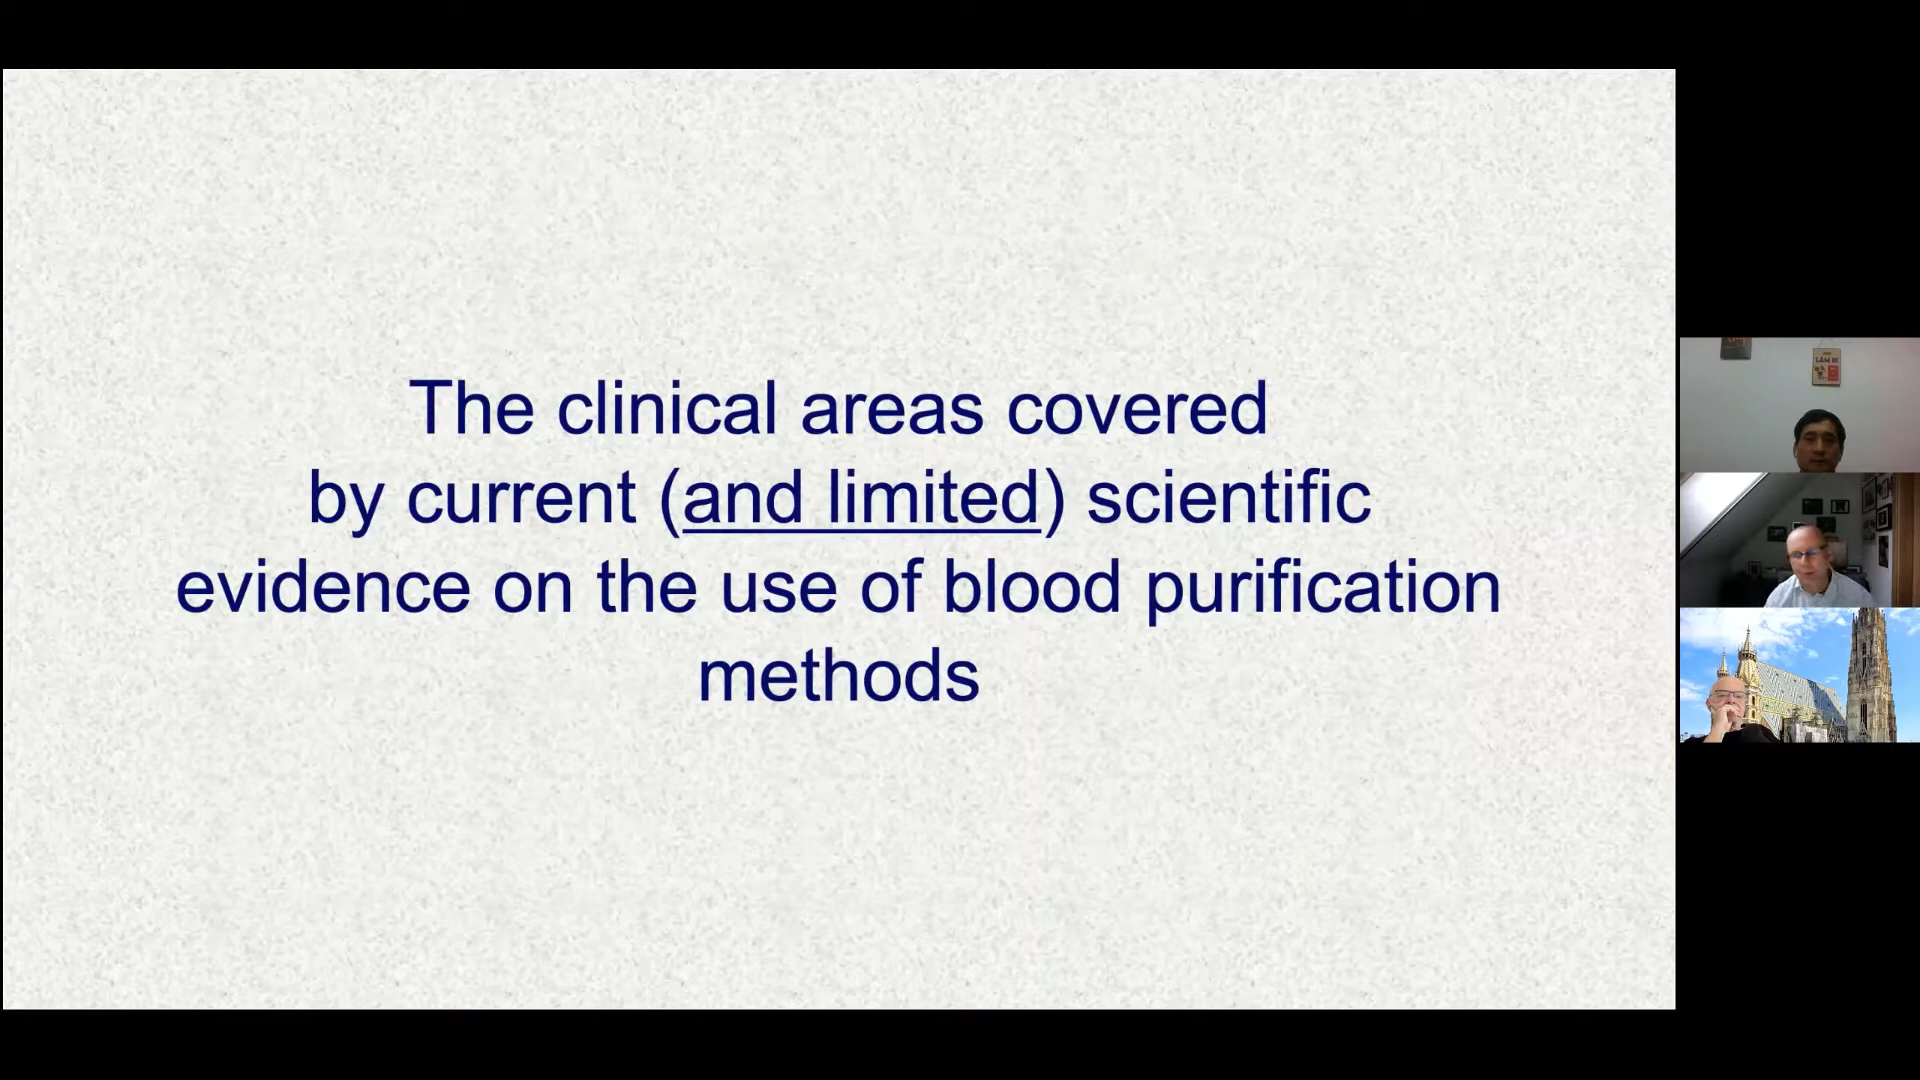 The clinical areas covered
by current (and limited) scientific
evidence on the use of blood purification
methods